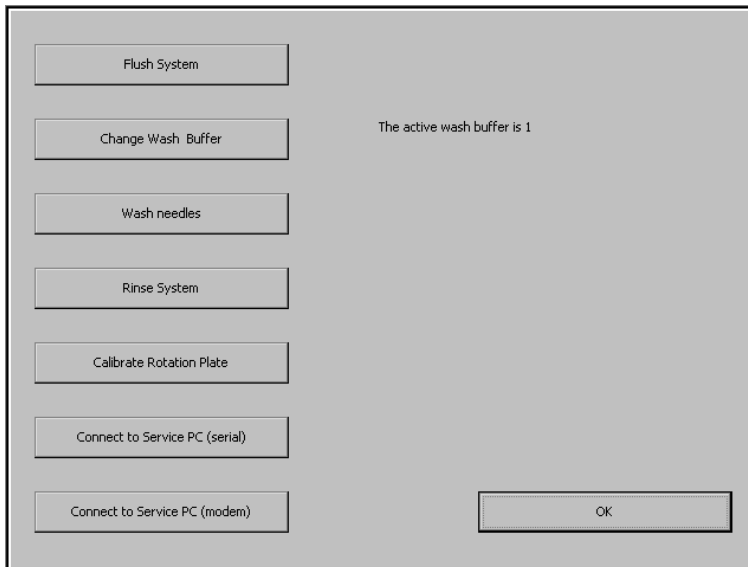 Flush System
Change Wash  Buffer
The active wash buffer is 1
Wash needles
Rinse System
Calibrate Rotation Plate
Connect to Service PC (serial)
Connect to Service PC (modem)
OK